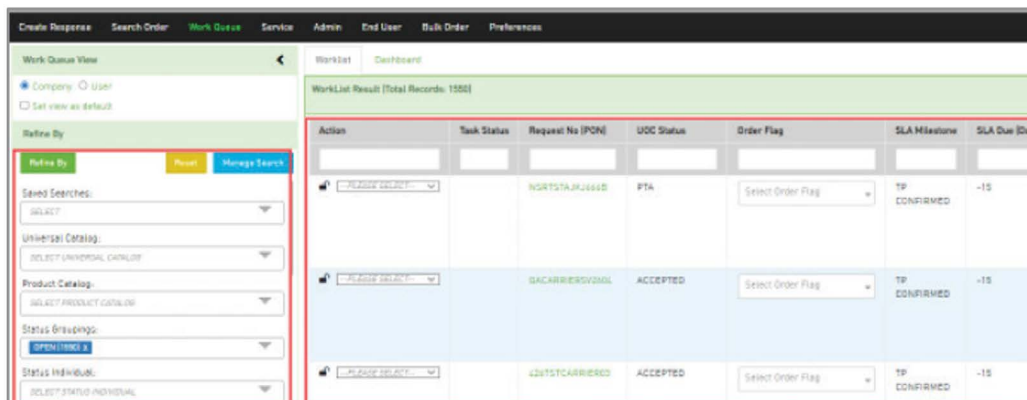 Create Response Search Order Work Queue Service Admin End User Bulk Order Preferences
Work Queue View
Company User
Set view as default
Refine By
Refine By Reset Manage Search
Saved Searches:
SELECT
Universal Catalog:
SELECT UNIVERSAL CATALOG
Product Catalog:
SELECT PRODUCT CATALOG
Status Groupings:
OPEN (1550) x
Status Individual:
SELECT STATUS INDIVIDUAL
Worklist Dashboard
WorkList Result (Total Records: 1550)
Action Task Status Request No (PON) UOC Status Order Flag SLA Milestone SLA Due
--PLEASE SELECT-- PTA Select Order Flag TP CONFIRMED -15
--PLEASE SELECT-- ACCEPTED Select Order Flag TP CONFIRMED -15
--PLEASE SELECT-- ACCEPTED Select Order Flag TP CONFIRMED -15